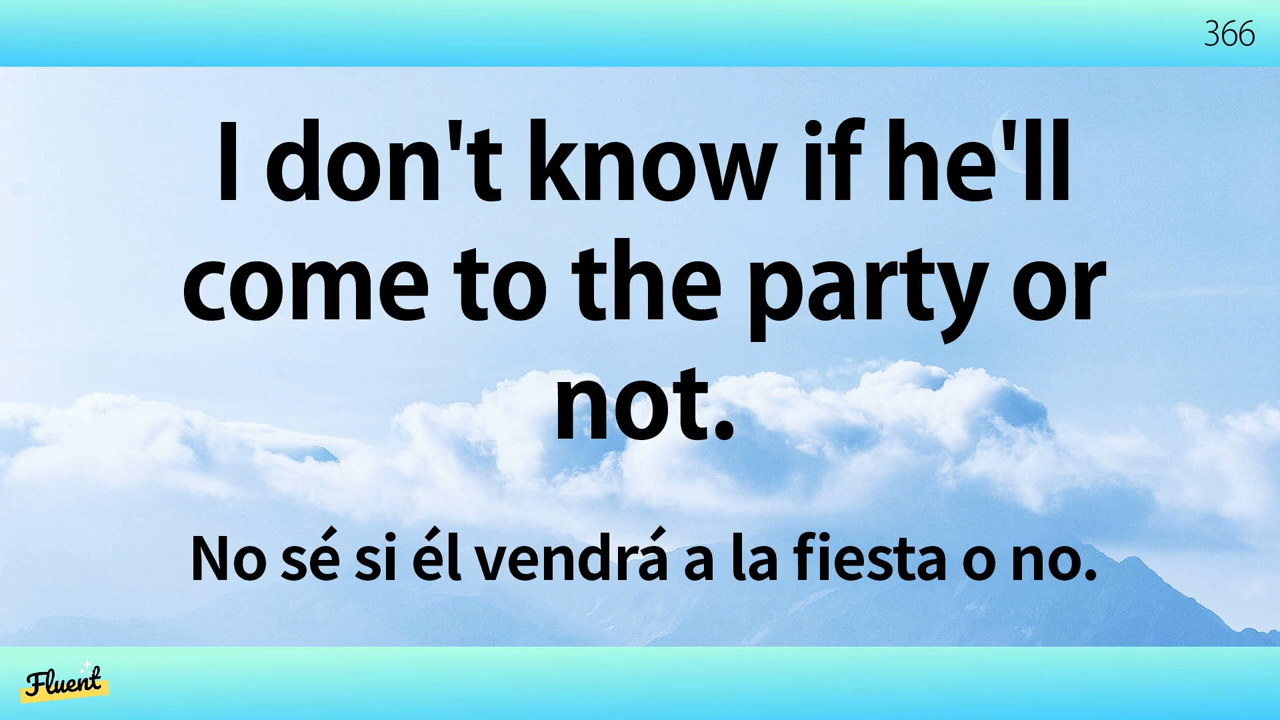 366
I don't know if he'll
come to the party or
not.
No sé si él vendrá a la fiesta o no.
Fluent